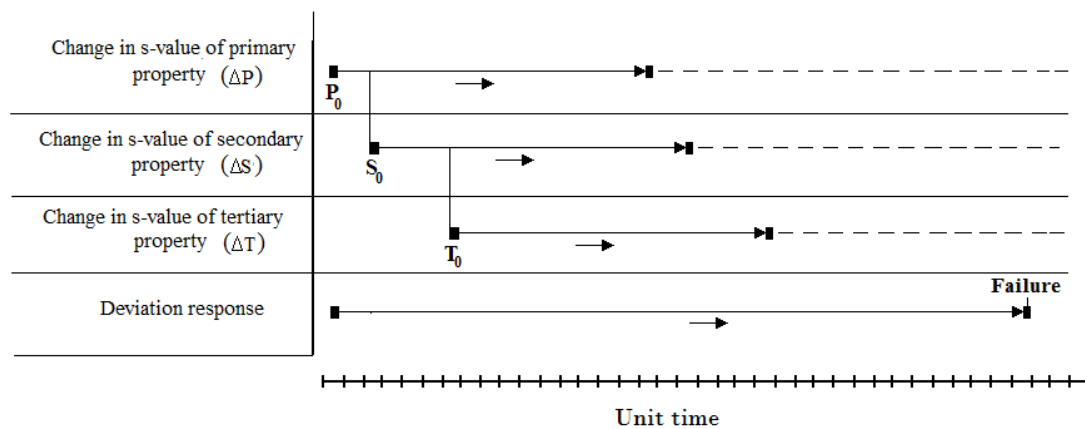 Change in s-value of primary
property (ΔP)
P0
Change in s-value of secondary
property (ΔS)
S0
Change in s-value of tertiary
property (ΔT)
T0
Deviation response
Failure
Unit time